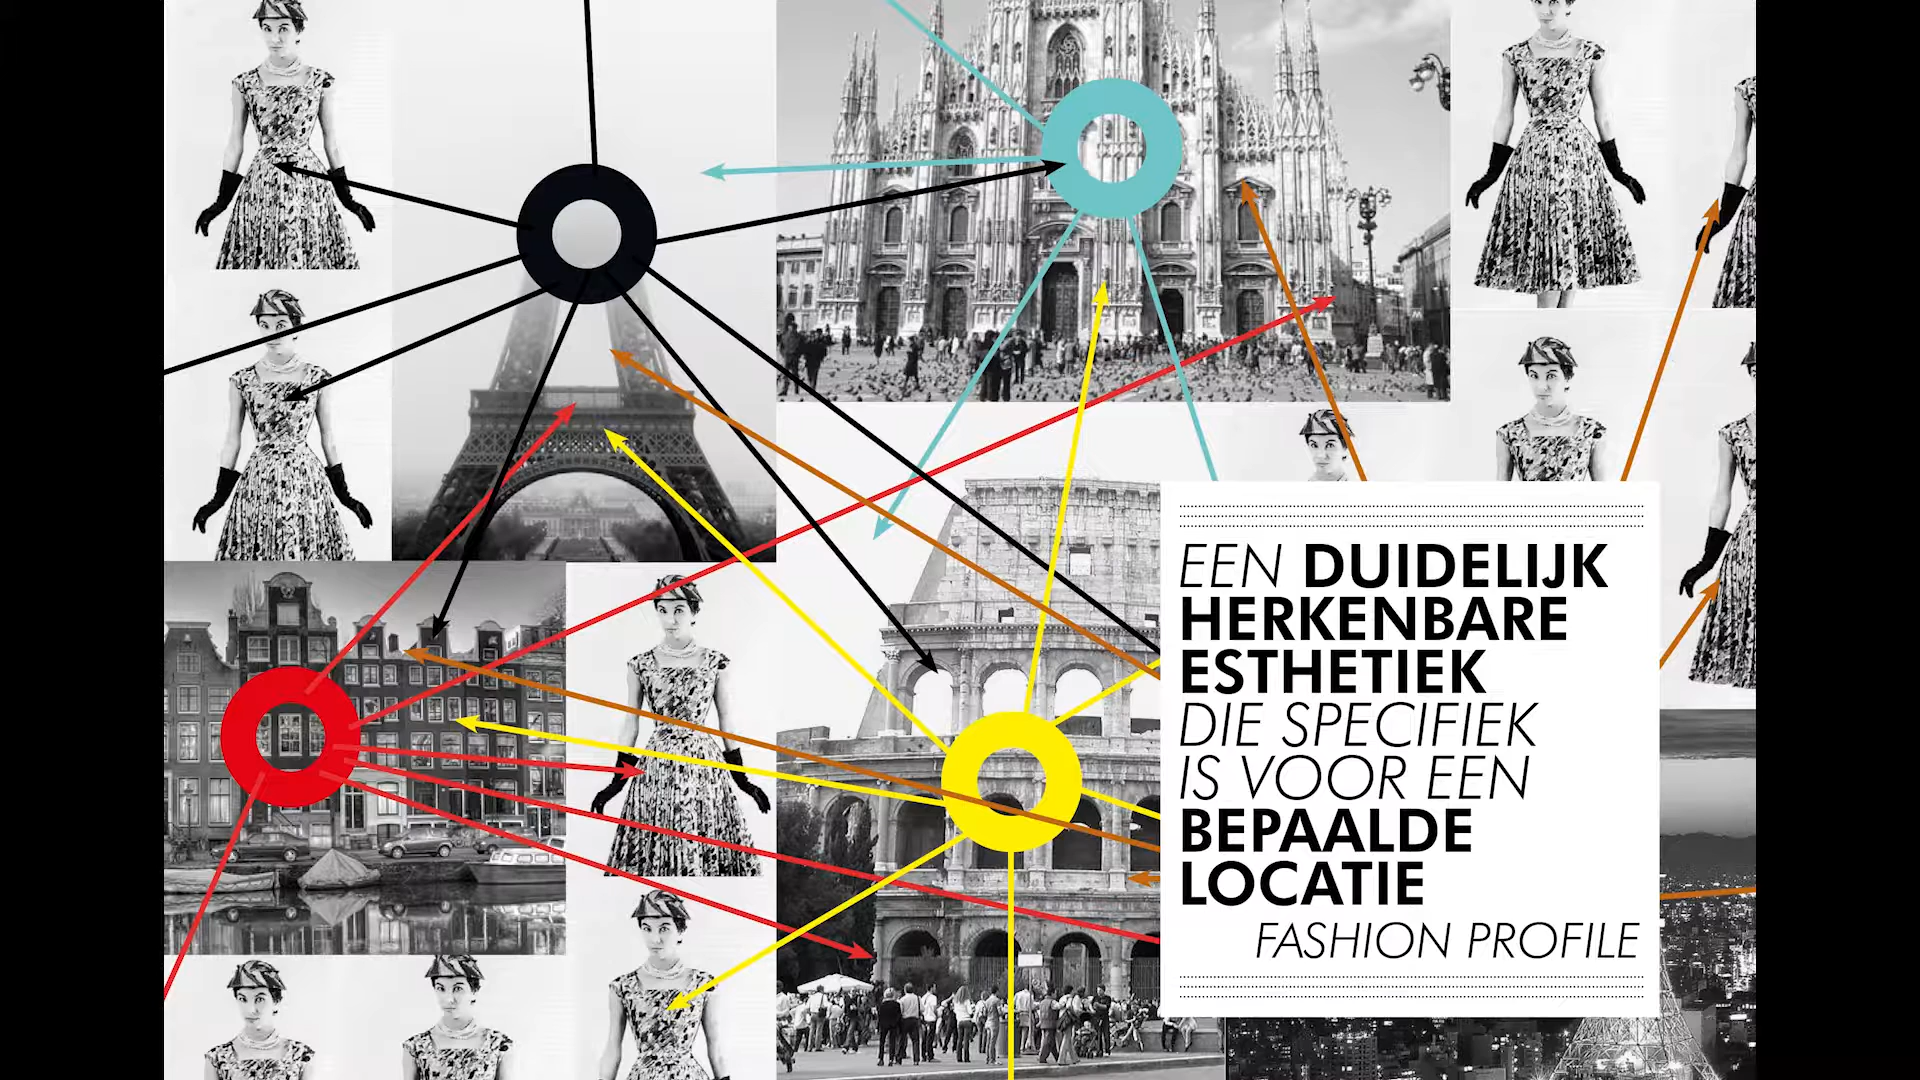 EEN DUIDELIJK
HERKENBARE
ESTHETIEK
DIE SPECIFIEK
IS VOOR EEN
BEPAALDE
LOCATIE
FASHION PROFILE